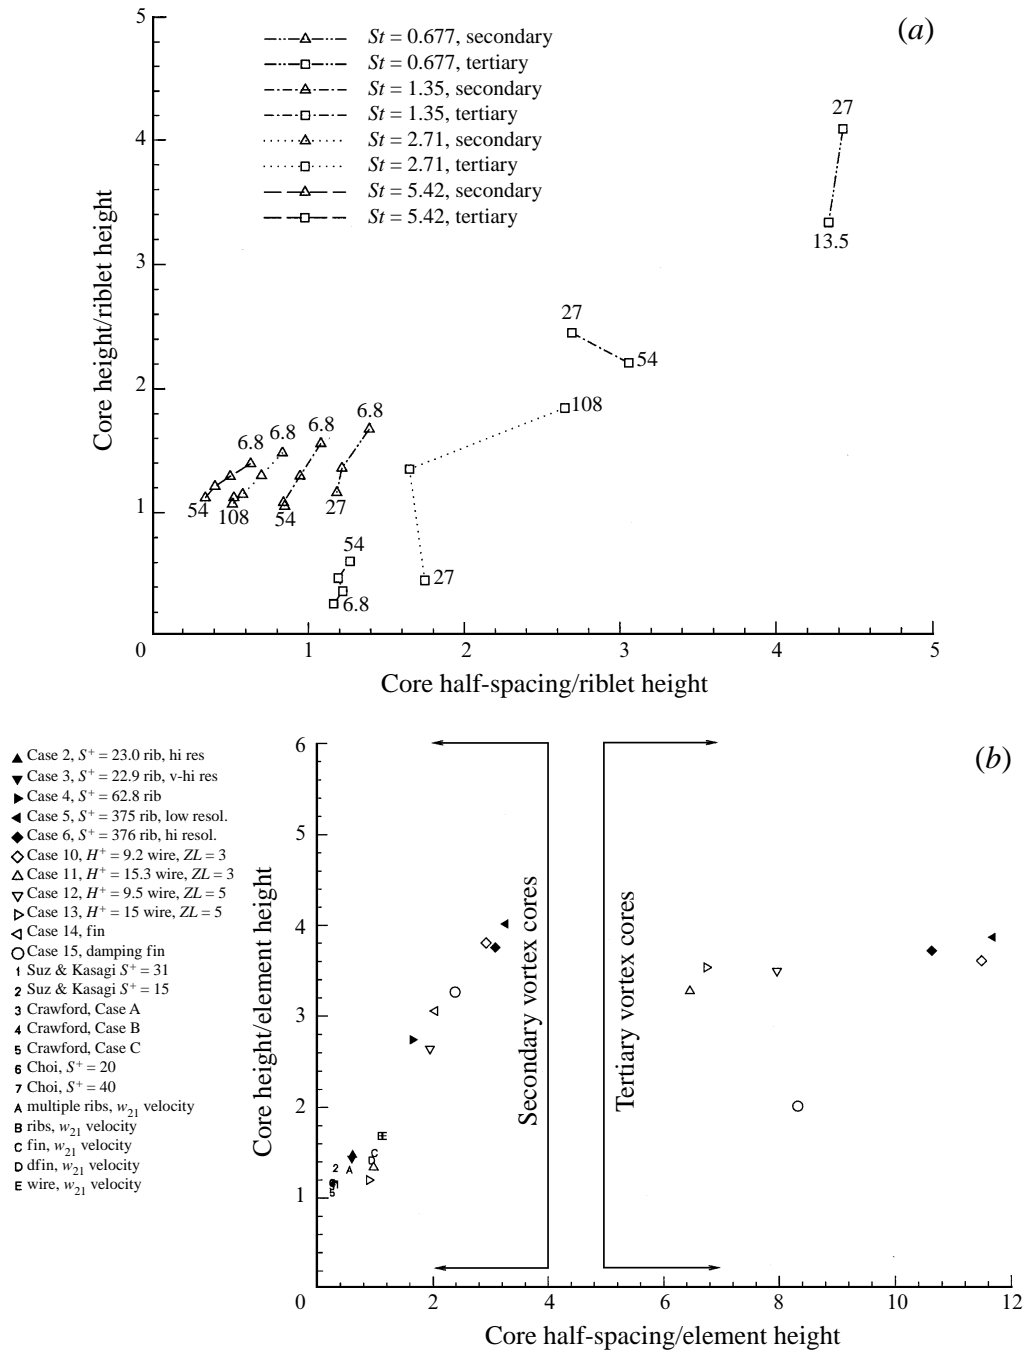 (a)
5
4
3
2
1
0
1
2
3
4
5
Core height/riblet height
Core half-spacing/riblet height
St = 0.677, secondary
St = 0.677, tertiary
St = 1.35, secondary
St = 1.35, tertiary
St = 2.71, secondary
St = 2.71, tertiary
St = 5.42, secondary
St = 5.42, tertiary
27
13.5
27
54
108
27
6.8
6.8
6.8
6.8
54
108
54
27
54
6.8
(b)
6
5
4
3
2
1
0
2
4
6
8
10
12
Core height/element height
Core half-spacing/element height
Secondary vortex cores
Tertiary vortex cores
Case 2, S+ = 23.0 rib, hi res
Case 3, S+ = 22.9 rib, v-hi res
Case 4, S+ = 62.8 rib
Case 5, S+ = 375 rib, low resol.
Case 6, S+ = 376 rib, hi resol.
Case 10, H+ = 9.2 wire, ZL = 3
Case 11, H+ = 15.3 wire, ZL = 3
Case 12, H+ = 9.5 wire, ZL = 5
Case 13, H+ = 15 wire, ZL = 5
Case 14, fin
Case 15, damping fin
1 Suz & Kasagi S+ = 31
2 Suz & Kasagi S+ = 15
3 Crawford, Case A
4 Crawford, Case B
5 Crawford, Case C
6 Choi, S+ = 20
7 Choi, S+ = 40
A multiple ribs, w21 velocity
B ribs, w21 velocity
C fin, w21 velocity
D dfin, w21 velocity
E wire, w21 velocity
2
1
5
A
C
D
E